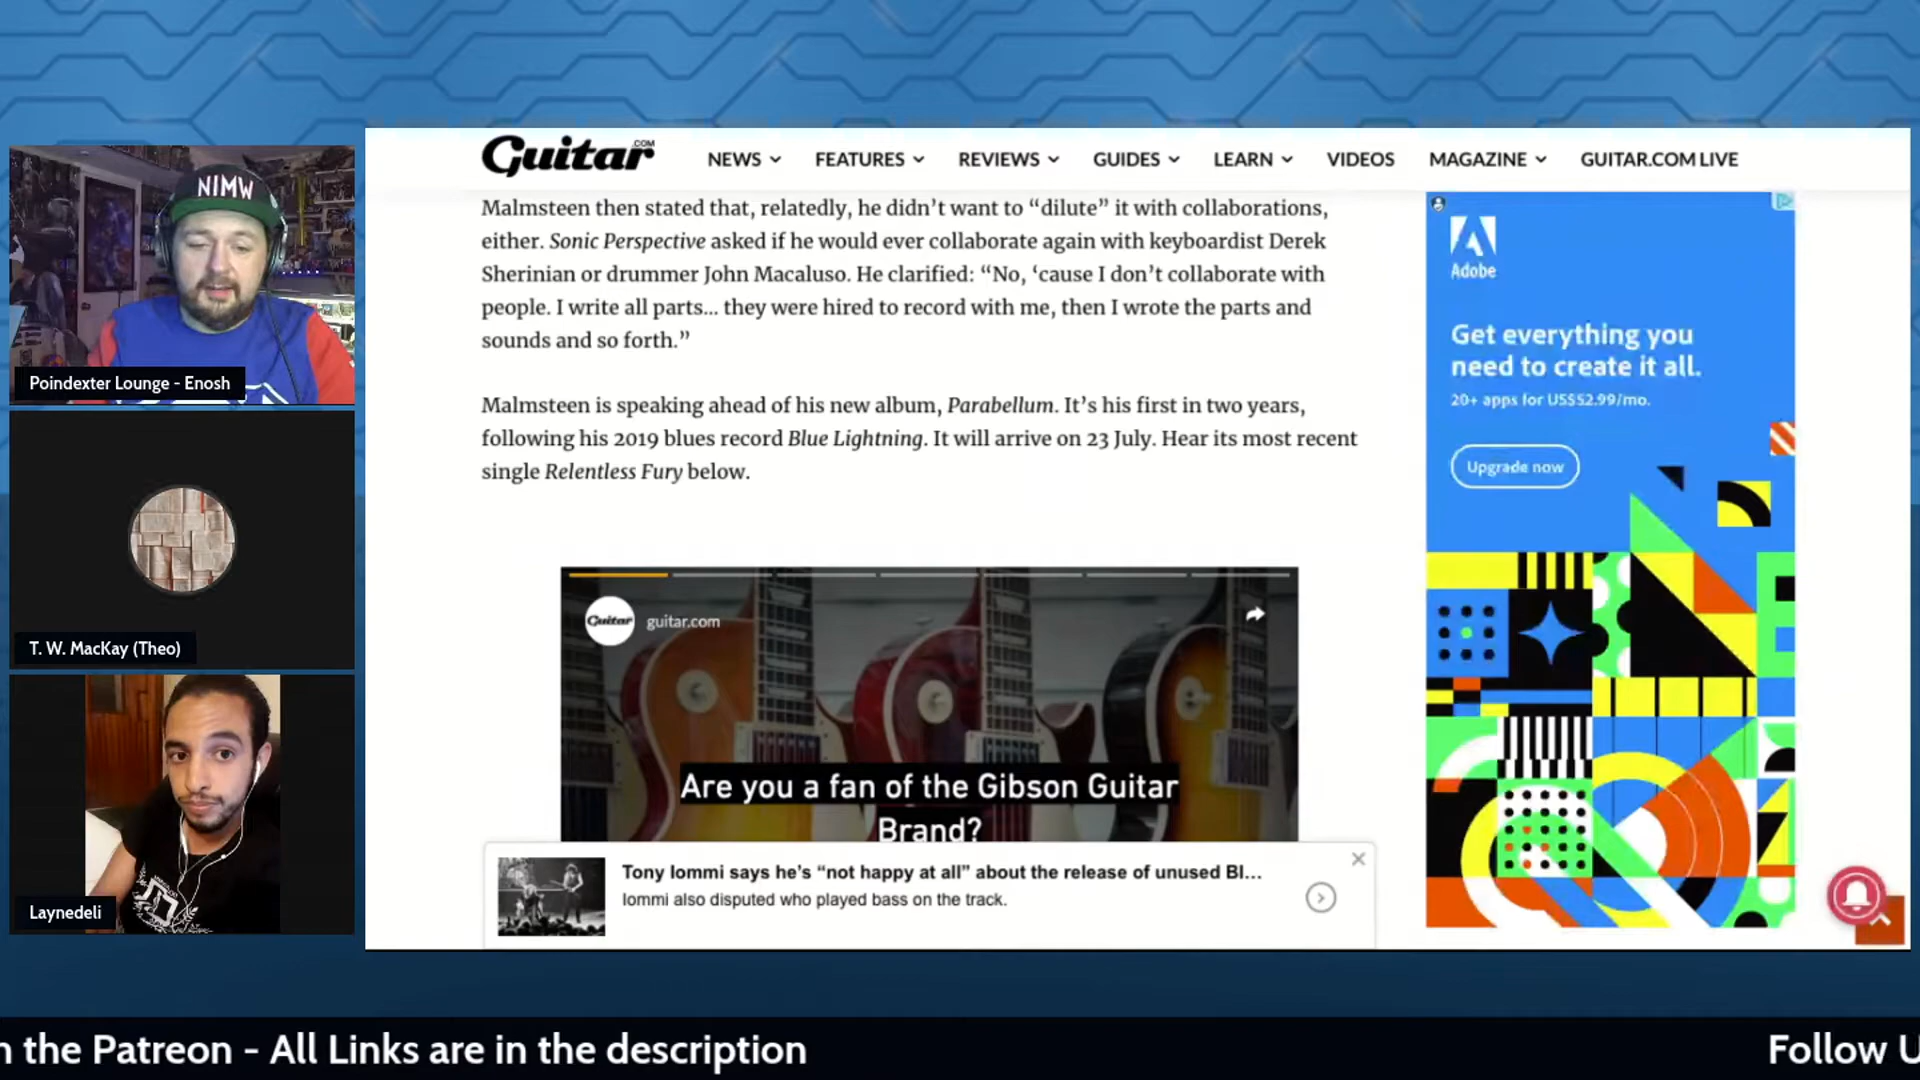 Guitar .COM
NEWS FEATURES REVIEWS GUIDES LEARN VIDEOS MAGAZINE GUITAR.COM LIVE
Malmsteen then stated that, relatedly, he didn’t want to “dilute” it with collaborations,
either. Sonic Perspective asked if he would ever collaborate again with keyboardist Derek
Sherinian or drummer John Macaluso. He clarified: “No, ‘cause I don’t collaborate with
people. I write all parts… they were hired to record with me, then I wrote the parts and
sounds and so forth.”
Malmsteen is speaking ahead of his new album, Parabellum. It’s his first in two years,
following his 2019 blues record Blue Lightning. It will arrive on 23 July. Hear its most recent
single Relentless Fury below.
Guitar
guitar.com
Are you a fan of the Gibson Guitar
Brand?
Tony Iommi says he’s “not happy at all” about the release of unused Bl...
Iommi also disputed who played bass on the track.
Adobe
Get everything you
need to create it all.
20+ apps for US$52.99/mo.
Upgrade now
NIMW
Poindexter Lounge - Enosh
T. W. MacKay (Theo)
Laynedeli
n the Patreon - All Links are in the description
Follow U